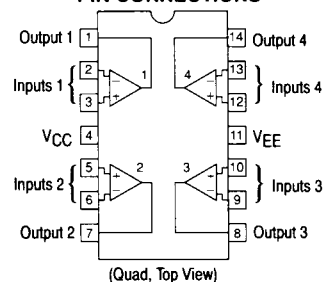 PIN CONNECTIONS
Output 1 1 14 Output 4
2 13
Inputs 1 − + 1 4 − + Inputs 4
3 12
VCC 4 11 VEE
5 10
Inputs 2 + − 2 3 + − Inputs 3
6 9
Output 2 7 8 Output 3
(Quad, Top View)